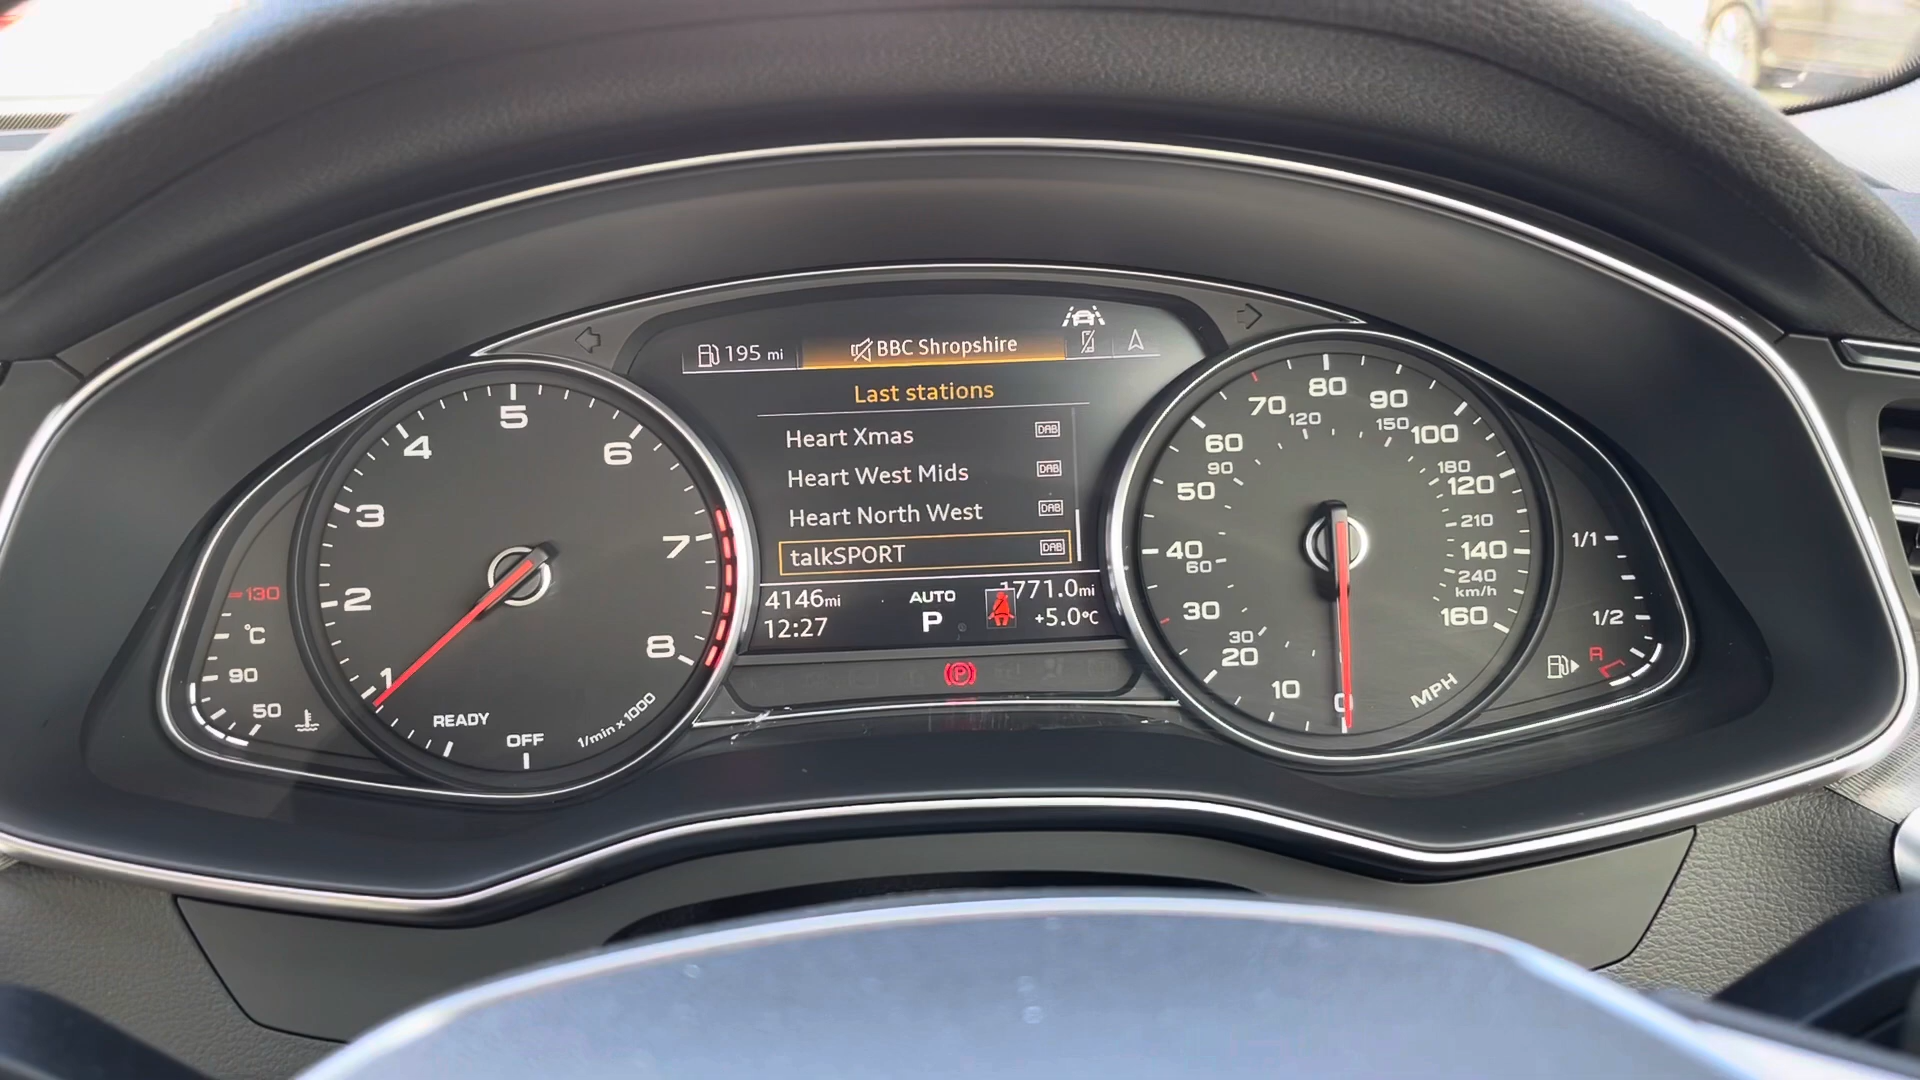 195 mi
BBC Shropshire
Last stations
Heart Xmas DAB
Heart West Mids DAB
Heart North West DAB
talkSPORT DAB
4146mi
AUTO
1771.0mi
12:27
P
+5.0°C
P
OFF
READY
1
2
3
4
5
6
7
8
1/min x 1000
130
°C
90
50
0
10
20
30
40
50
60
70
80
90
100
120
140
160
MPH
30
60
90
120
150
180
210
240
km/h
1/1
1/2
R